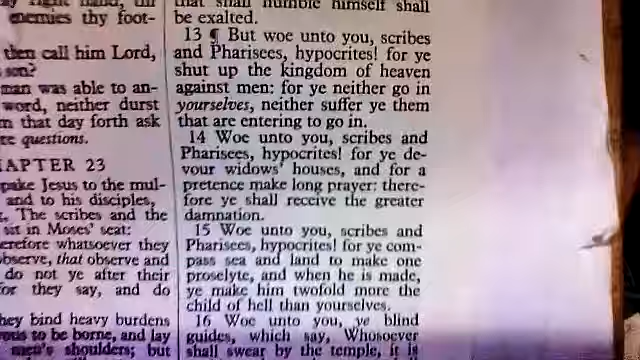 enemies thy foot-
then call him Lord,
son?
man was able to an-
word, neither durst
m that day forth ask
re questions.
HAPTER 23
pake Jesus to the mul-
and to his disciples,
The scribes and the
sit in Moses' seat:
erefore whatsoever they
observe, that observe and
do not ye after their
for they say, and do
hey bind heavy burdens
ous to be borne, and lay
men's shoulders; but
that shall humble himself shall
be exalted.
13 ¶ But woe unto you, scribes
and Pharisees, hypocrites! for ye
shut up the kingdom of heaven
against men: for ye neither go in
yourselves, neither suffer ye them
that are entering to go in.
14 Woe unto you, scribes and
Pharisees, hypocrites! for ye de-
vour widows' houses, and for a
pretence make long prayer: there-
fore ye shall receive the greater
damnation.
15 Woe unto you, scribes and
Pharisees, hypocrites! for ye com-
pass sea and land to make one
proselyte, and when he is made,
ye make him twofold more the
child of hell than yourselves.
16 Woe unto you, ye blind
guides, which say, Whosoever
shall swear by the temple, it is